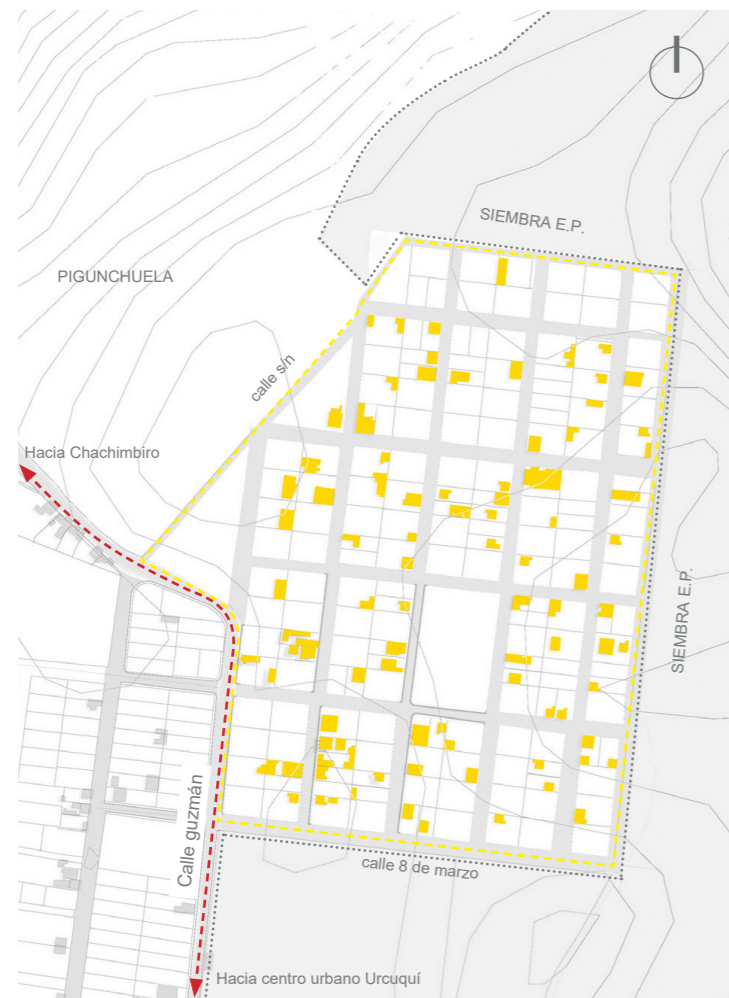 SIEMBRA E.P.
PIGUNCHUELA
calle s/n
Hacia Chachimbiro
SIEMBRA E.P.
Calle guzmán
calle 8 de marzo
Hacia centro urbano Urcuquí